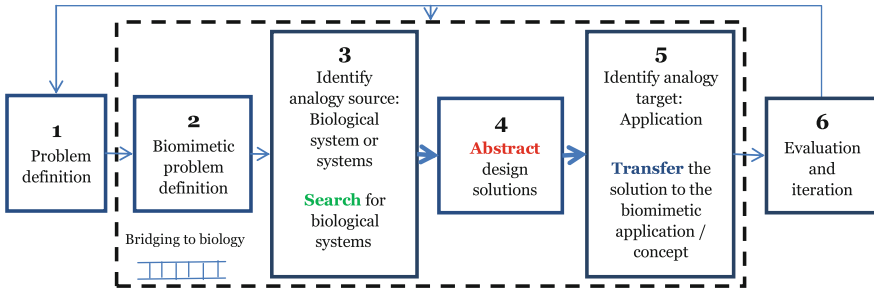 1
Problem
definition
2
Biomimetic
problem
definition
Bridging to biology
3
Identify
analogy source:
Biological
system or
systems
Search for
biological
systems
4
Abstract
design
solutions
5
Identify analogy
target:
Application
Transfer the
solution to the
biomimetic
application /
concept
6
Evaluation
and
iteration